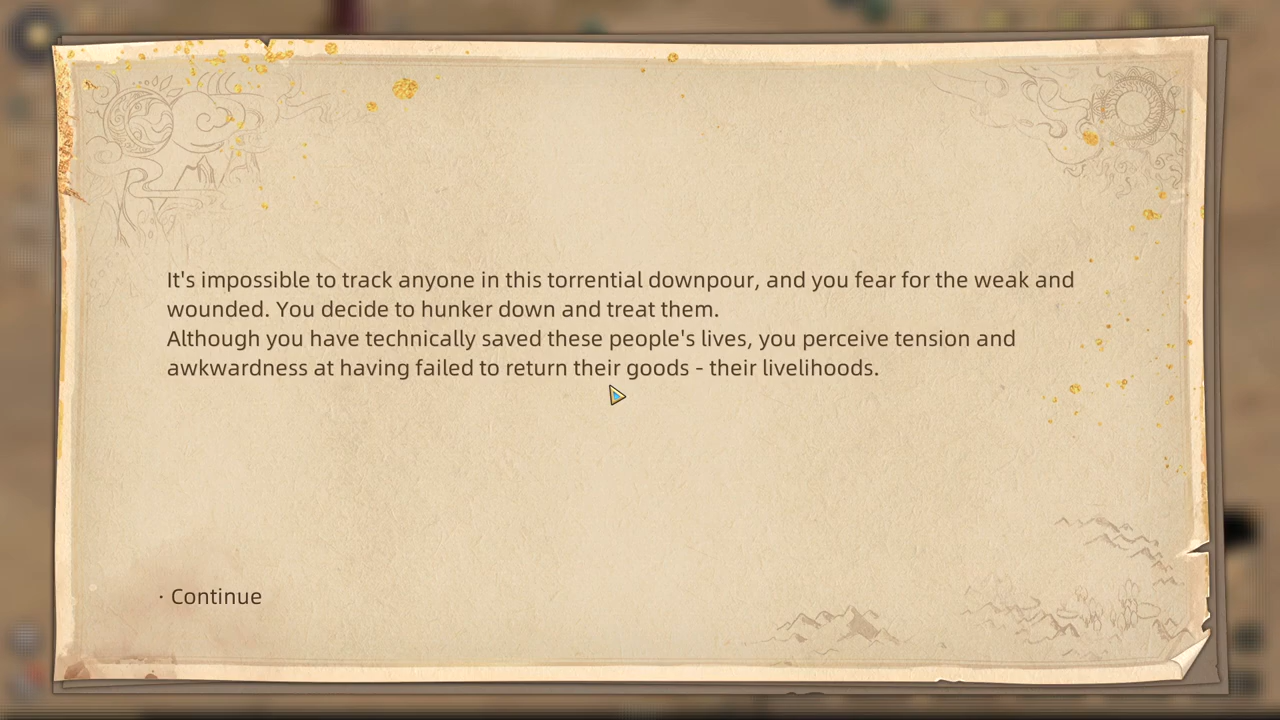 It's impossible to track anyone in this torrential downpour, and you fear for the weak and
wounded. You decide to hunker down and treat them.
Although you have technically saved these people's lives, you perceive tension and
awkwardness at having failed to return their goods - their livelihoods.
· Continue